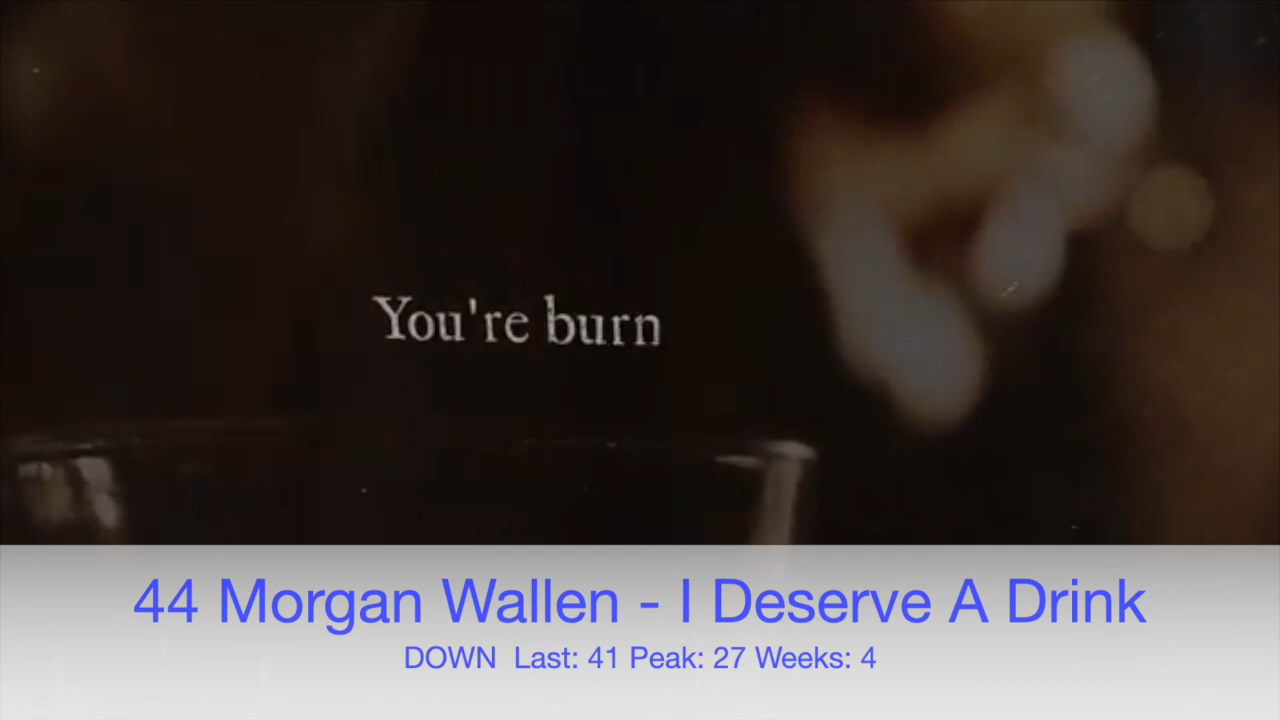 You're burn
44 Morgan Wallen - I Deserve A Drink
DOWN Last: 41 Peak: 27 Weeks: 4